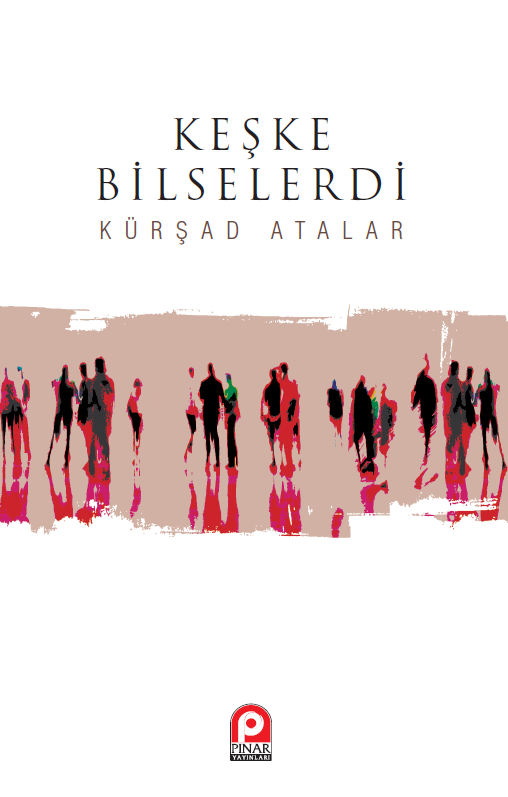 KEŞKE
BİLSELERDİ
KÜRŞAD ATALAR
PINAR
YAYINLARI